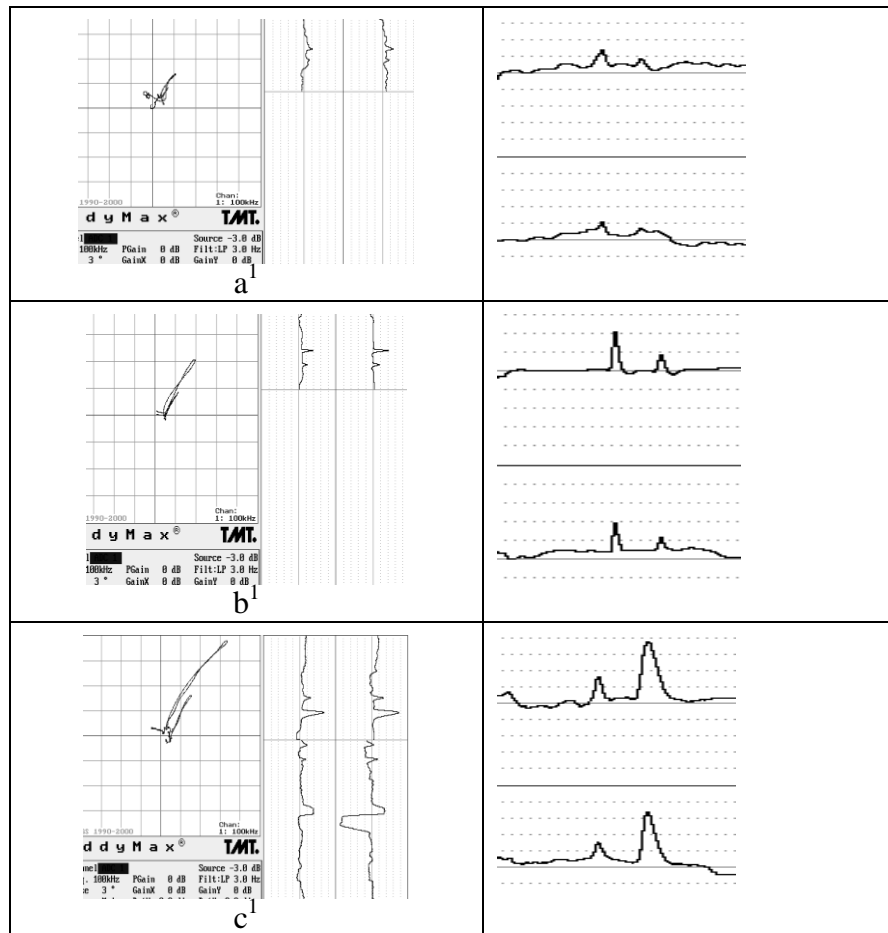 1990-2000
Chan:
1: 100kHz
d y M a x ®
TMT.
Source -3.0 dB
100kHz PGain 0 dB Filt:LP 3.0 Hz
3 ° GainX 0 dB GainY 0 dB
a1
1990-2000
Chan:
1: 100kHz
d y M a x ®
TMT.
Source -3.0 dB
100kHz PGain 0 dB Filt:LP 3.0 Hz
3 ° GainX 0 dB GainY 0 dB
b1
1990-2000
Chan:
1: 100kHz
d d y M a x ®
TMT.
Source -3.0 dB
100kHz PGain 0 dB Filt:LP 3.0 Hz
3 ° GainX 0 dB GainY 0 dB
c1